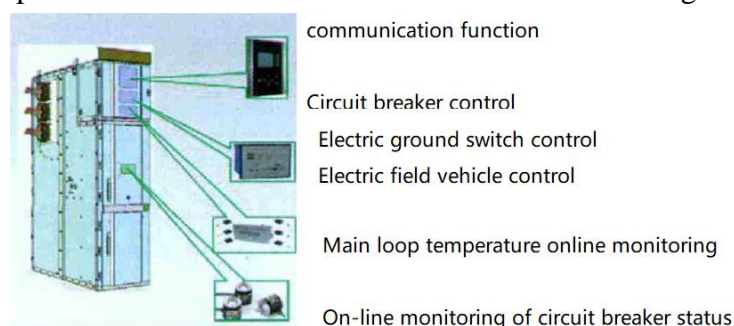 communication function
Circuit breaker control
Electric ground switch control
Electric field vehicle control
Main loop temperature online monitoring
On-line monitoring of circuit breaker status